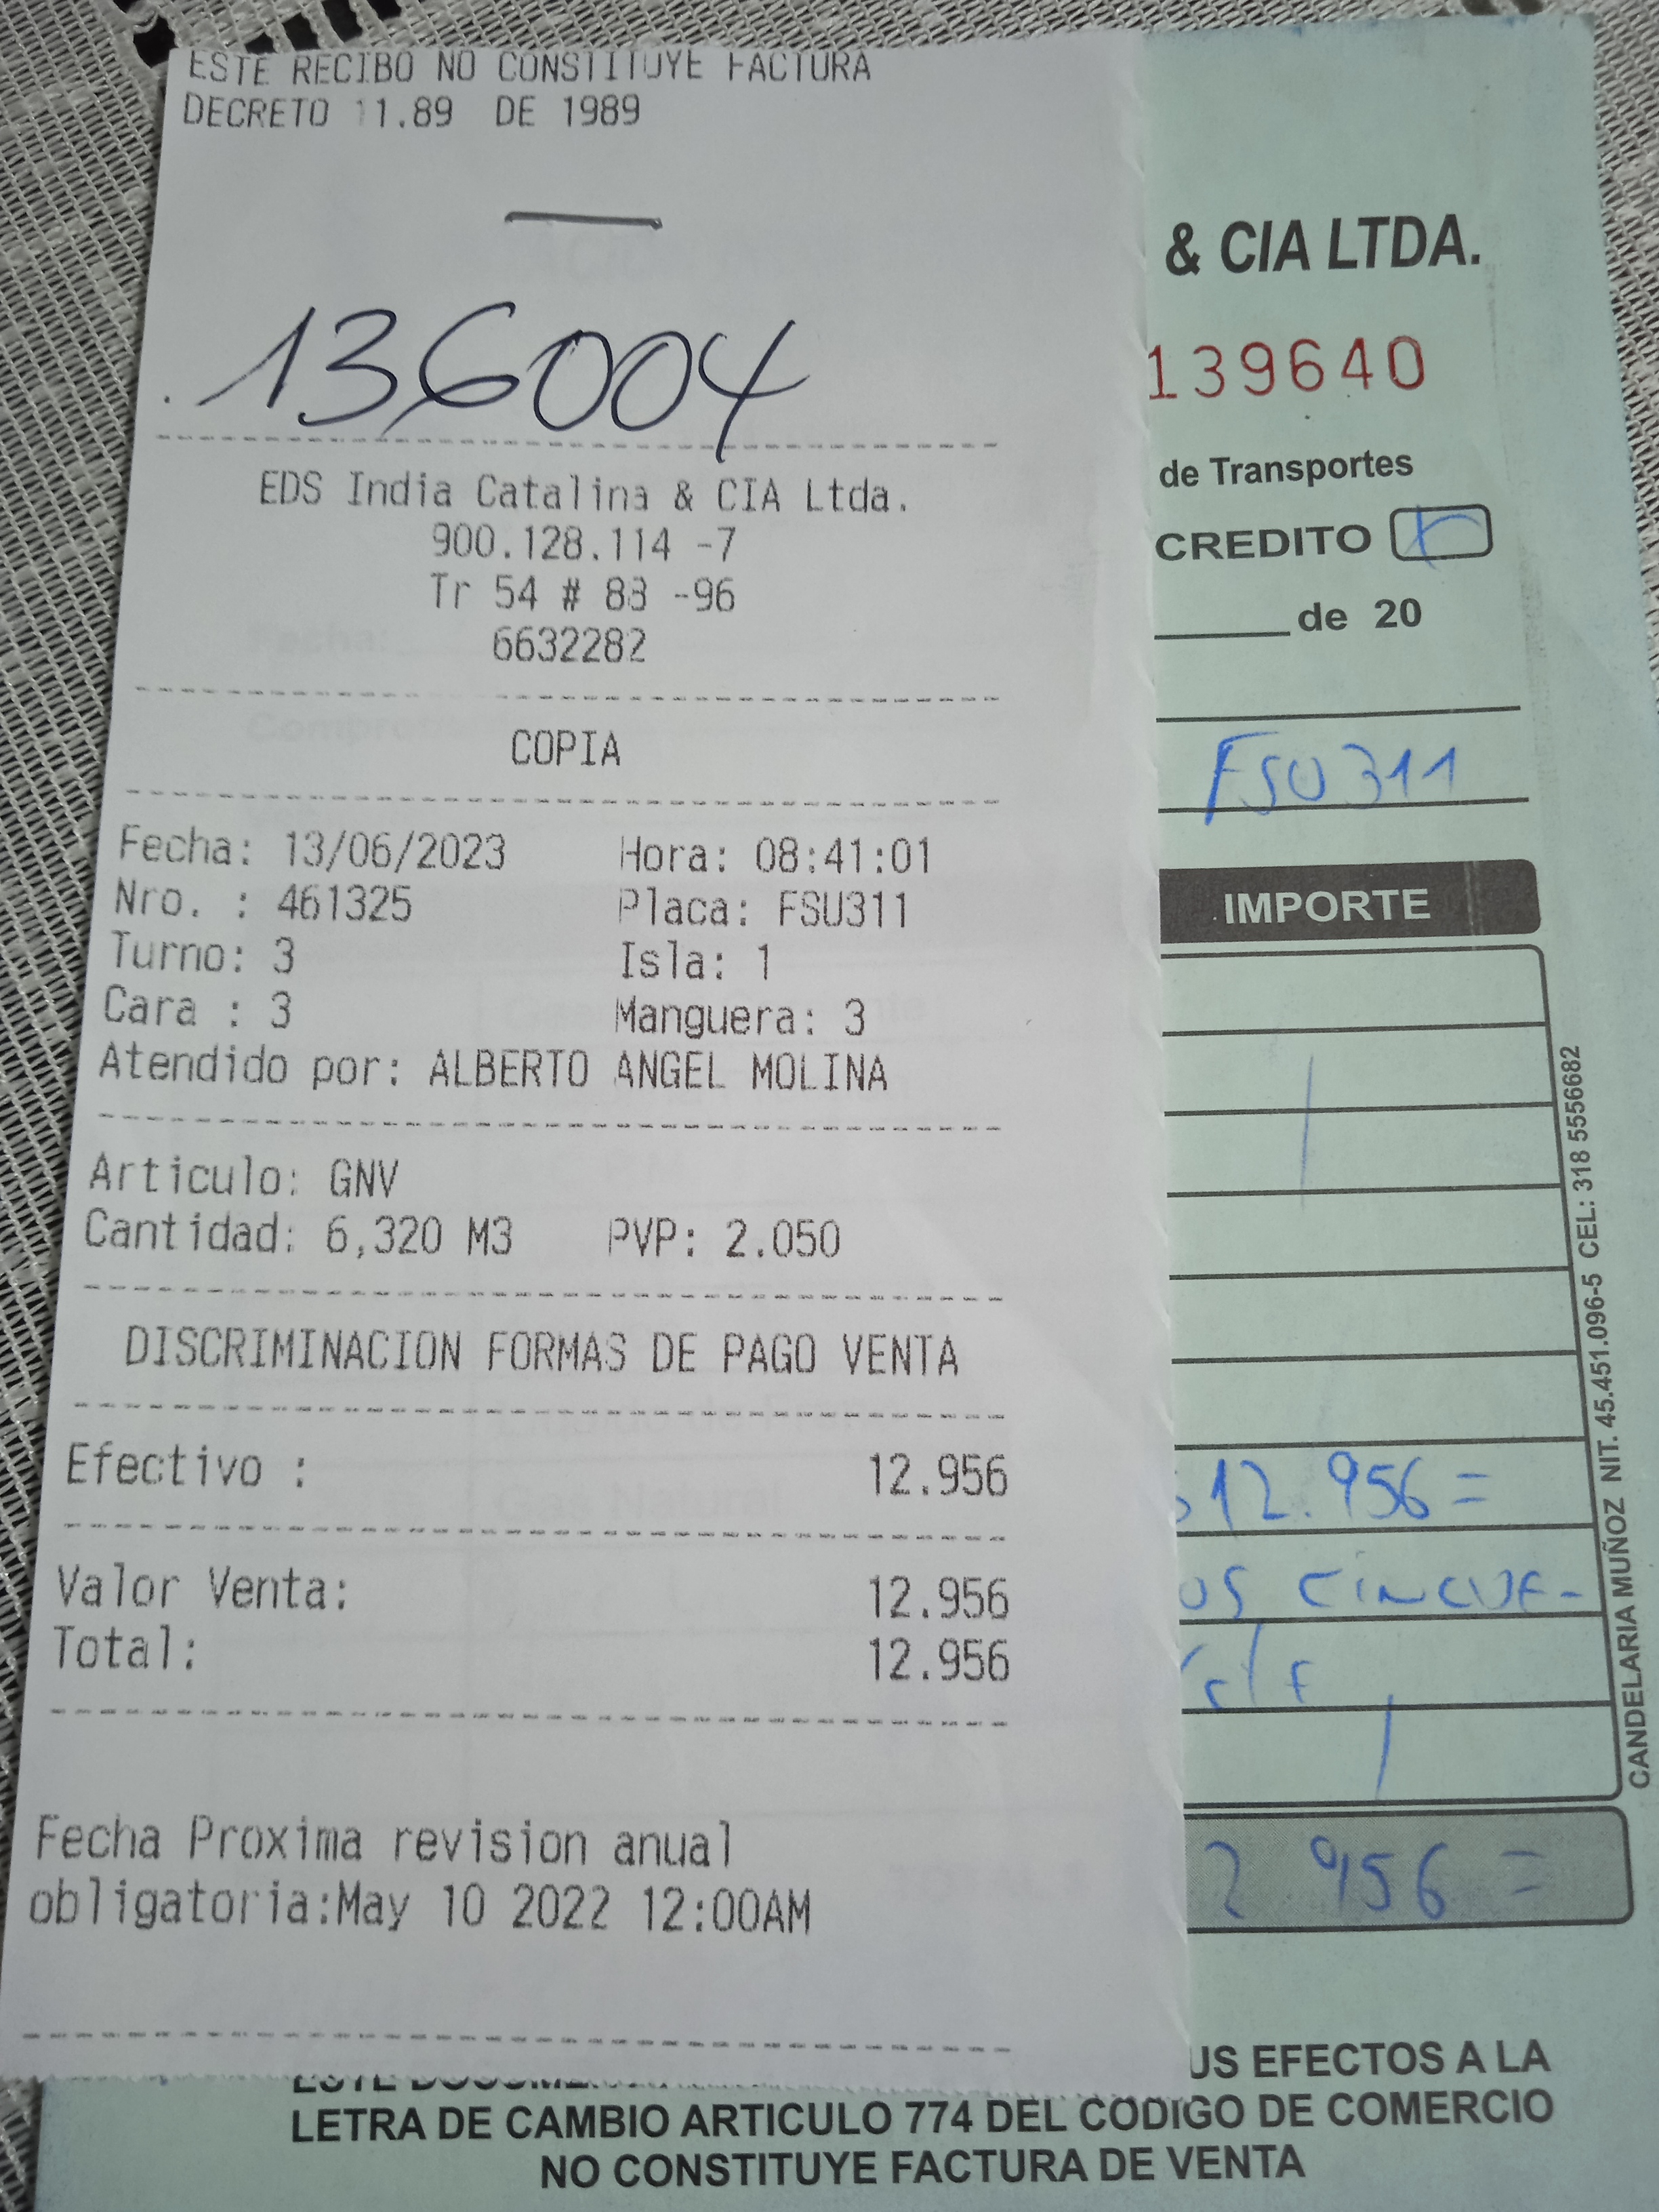 ESTE RECIBO NO CONSTITUYE FACTURA
DECRETO 11.89 DE 1989
136004
EDS India Catalina & CIA Ltda.
900.128.114 -7
Tr 54 # 88 -96
6632282
COPIA
Fecha: 13/06/2023 Hora: 08:41:01
Nro. : 461325 Placa: FSU311
Turno: 3 Isla: 1
Cara : 3 Manguera: 3
Atendido por: ALBERTO ANGEL MOLINA
Articulo: GNV
Cantidad: 6,320 M3 PVP: 2.050
DISCRIMINACION FORMAS DE PAGO VENTA
Efectivo : 12.956
Valor Venta: 12.956
Total: 12.956
Fecha Proxima revision anual
obligatoria:May 10 2022 12:00AM
& CIA LTDA.
139640
de Transportes
CREDITO
de 20
FSU311
IMPORTE
12.956=
OS CINCUE-
2 956 =
CANDELARIA MUÑOZ NIT. 45.451.096-5 CEL: 318 5556682
US EFECTOS A LA
LETRA DE CAMBIO ARTICULO 774 DEL CODIGO DE COMERCIO
NO CONSTITUYE FACTURA DE VENTA